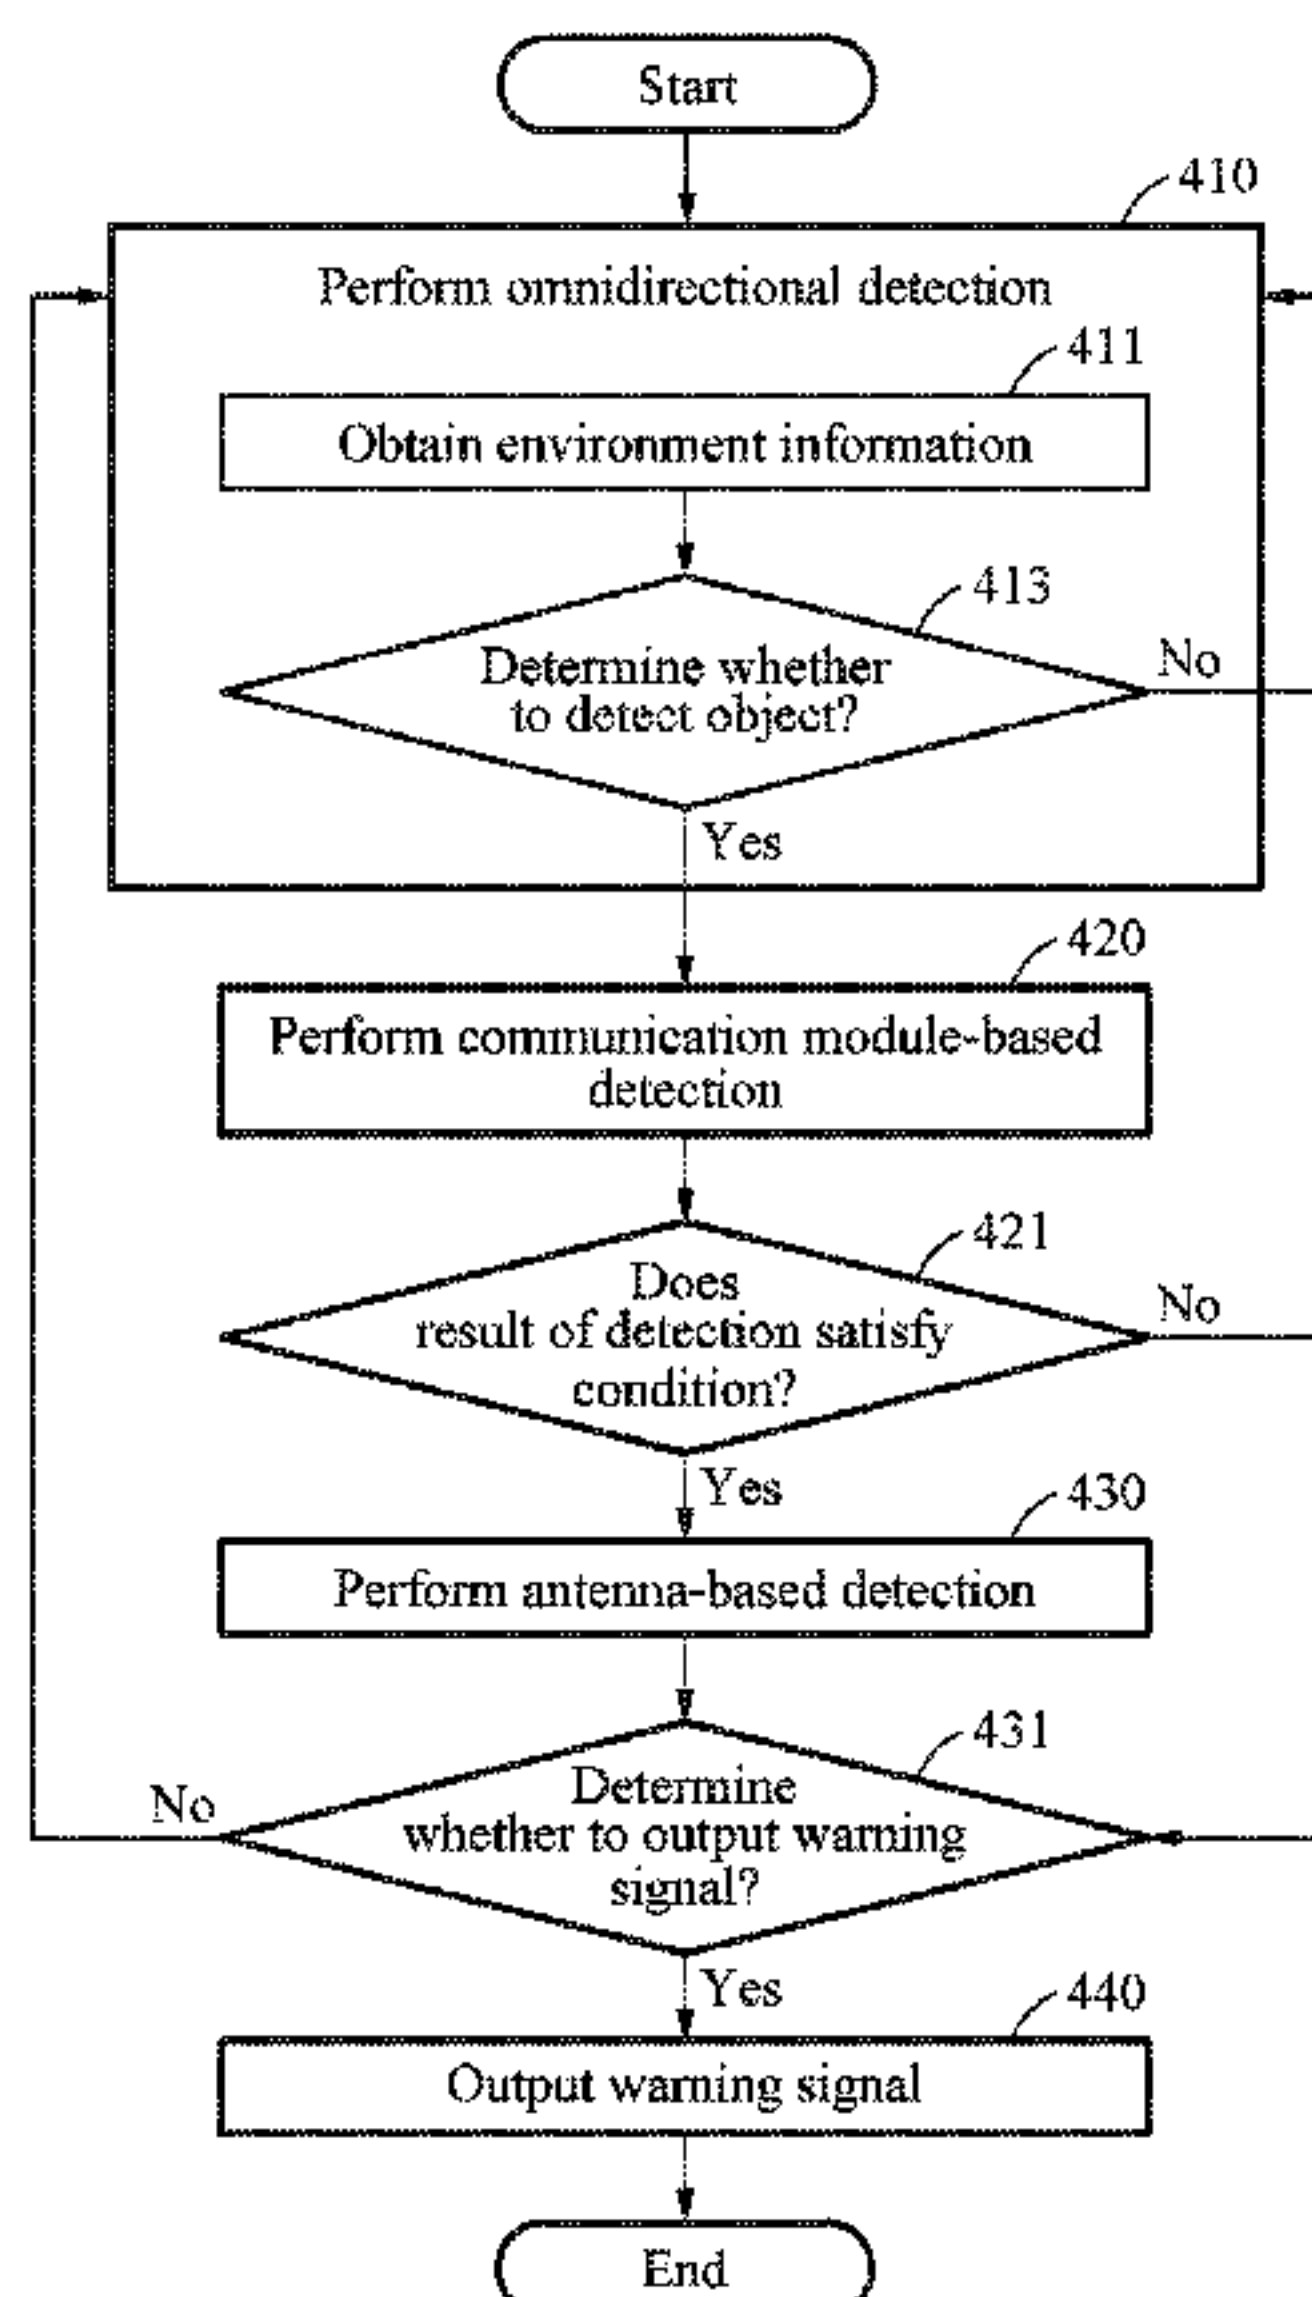 Start
410
Perform omnidirectional detection
411
Obtain environment information
413
Determine whether
to detect object?
No
Yes
420
Perform communication module-based
detection
421
Does
result of detection satisfy
condition?
No
Yes
430
Perform antenna-based detection
431
Determine
whether to output warning
signal?
No
Yes
440
Output warning signal
End